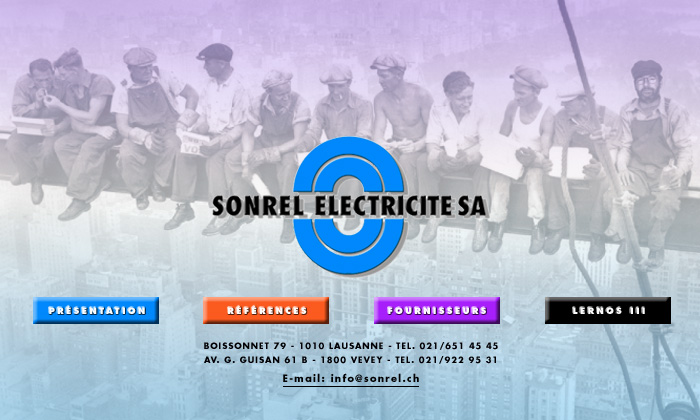 SONREL ELECTRICITE SA
PRÉSENTATION
RÉFÉRENCES
FOURNISSEURS
LERNOS III
BOISSONNET 79 - 1010 LAUSANNE - TEL. 021/651 45 45
AV. G. GUISAN 61 B - 1800 VEVEY - TEL. 021/922 95 31
E-mail: info@sonrel.ch